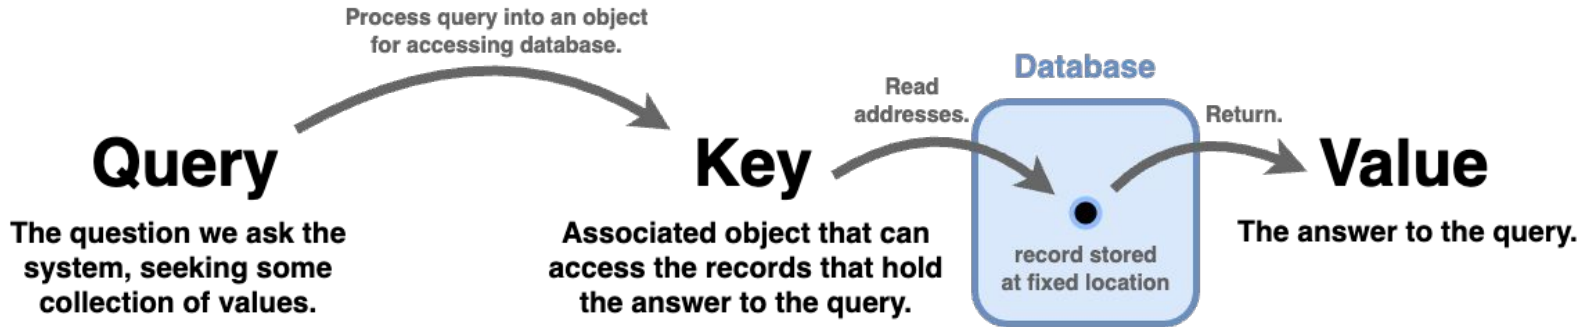 Process query into an object
for accessing database.
Query
The question we ask the
system, seeking some
collection of values.
Key
Associated object that can
access the records that hold
the answer to the query.
Read
addresses.
Database
record stored
at fixed location
Return.
Value
The answer to the query.